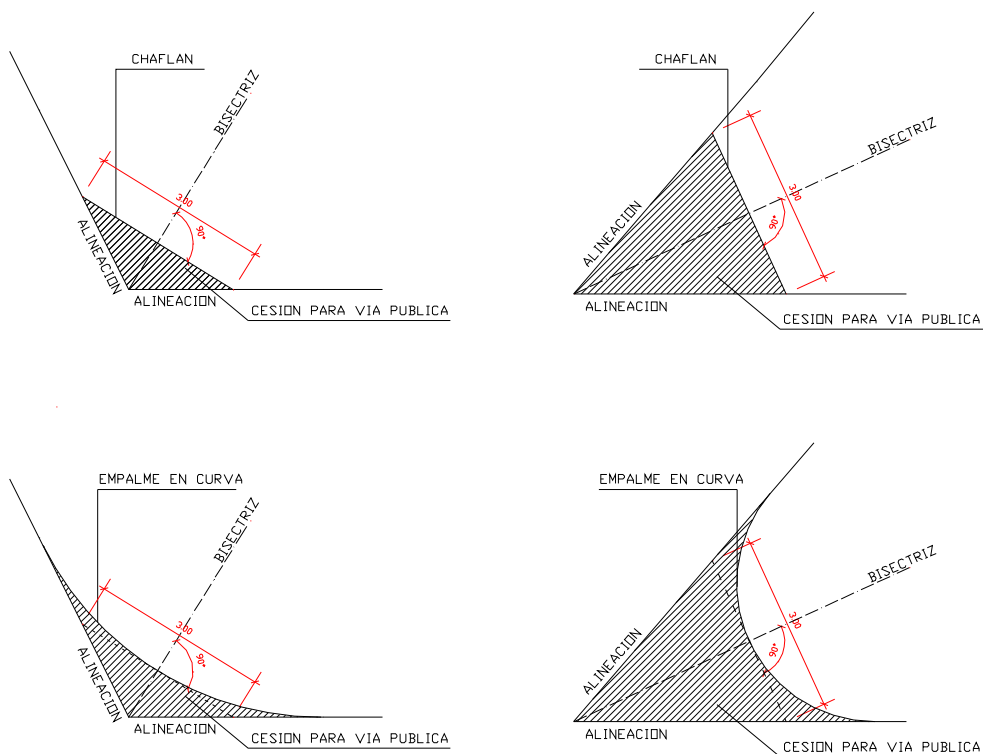 CHAFLAN
BISECTRIZ
3.00
90°
ALINEACION
ALINEACION
CESION PARA VIA PUBLICA
CHAFLAN
BISECTRIZ
3.00
90°
ALINEACION
ALINEACION
CESION PARA VIA PUBLICA
EMPALME EN CURVA
BISECTRIZ
3.00
90°
ALINEACION
ALINEACION
CESION PARA VIA PUBLICA
EMPALME EN CURVA
BISECTRIZ
3.00
90°
ALINEACION
ALINEACION
CESION PARA VIA PUBLICA